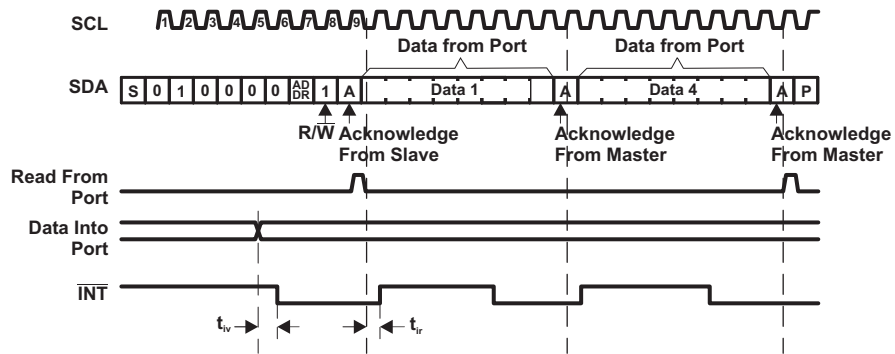 SCL 1 2 3 4 5 6 7 8 9
Data from Port Data from Port
SDA S 0 1 0 0 0 0 AD DR 1 A Data 1 A Data 4 A P
R/W̅ Acknowledge From Slave
Acknowledge From Master
Acknowledge From Master
Read From Port
Data Into Port
I̅N̅T̅
tiv tir